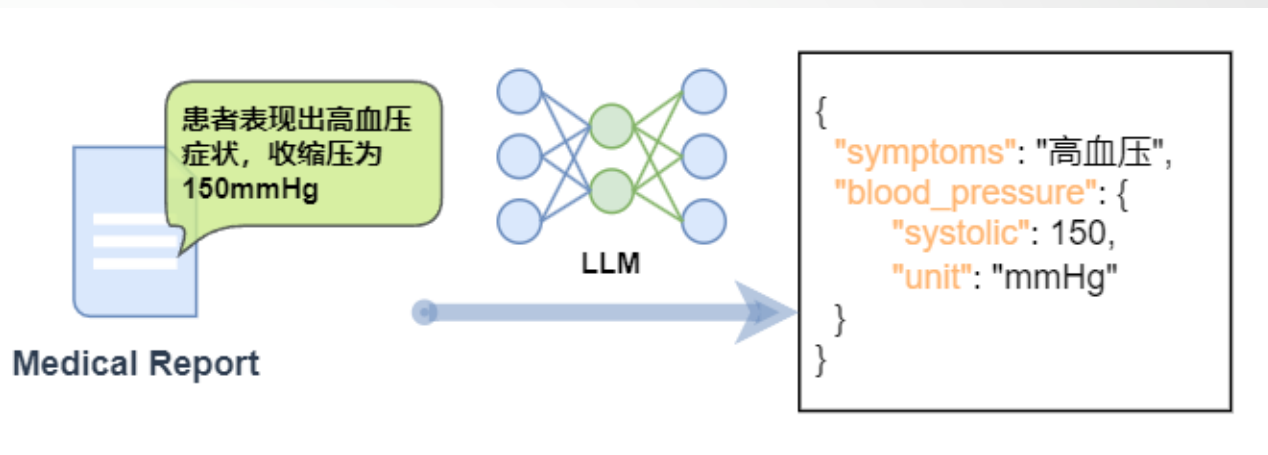 患者表现出高血压
症状，收缩压为
150mmHg
Medical Report
LLM
{
"symptoms": "高血压",
"blood_pressure": {
"systolic": 150,
"unit": "mmHg"
}
}